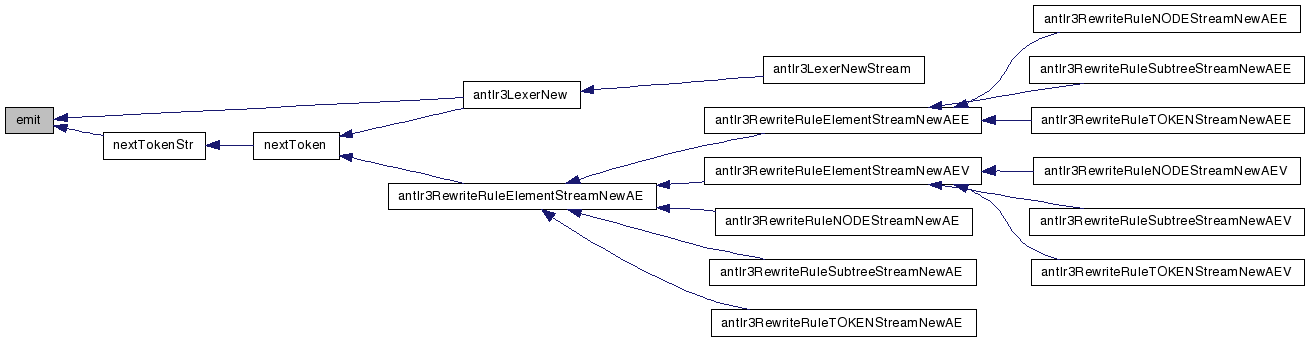 emit
nextTokenStr
nextToken
antlr3LexerNew
antlr3LexerNewStream
antlr3RewriteRuleElementStreamNewAE
antlr3RewriteRuleElementStreamNewAEE
antlr3RewriteRuleNODEStreamNewAEE
antlr3RewriteRuleSubtreeStreamNewAEE
antlr3RewriteRuleTOKENStreamNewAEE
antlr3RewriteRuleElementStreamNewAEV
antlr3RewriteRuleNODEStreamNewAEV
antlr3RewriteRuleSubtreeStreamNewAEV
antlr3RewriteRuleTOKENStreamNewAEV
antlr3RewriteRuleNODEStreamNewAE
antlr3RewriteRuleSubtreeStreamNewAE
antlr3RewriteRuleTOKENStreamNewAE